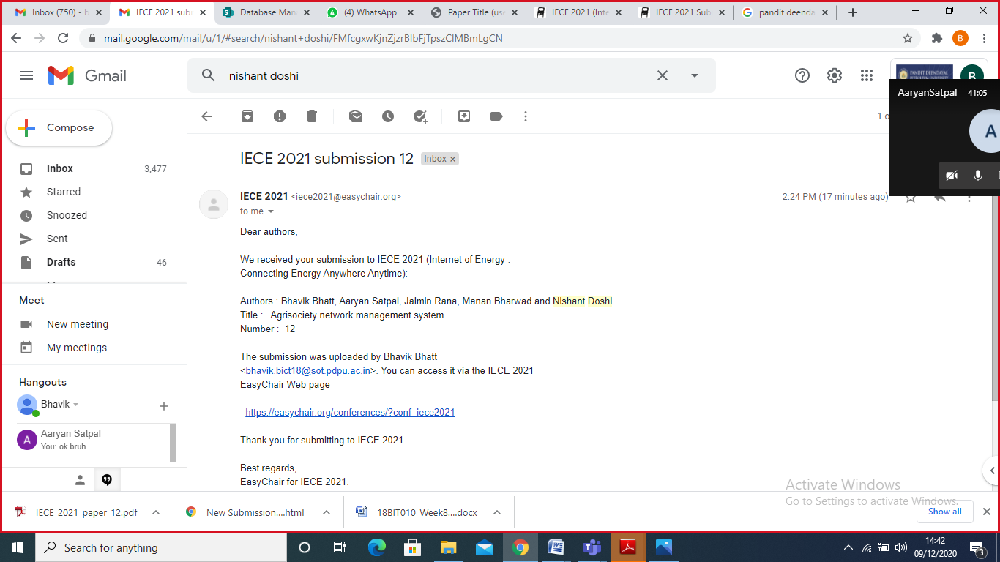 Inbox (750) - b
IECE 2021 subr
Database Man
(4) WhatsApp
Paper Title (use
IECE 2021 (Inte
IECE 2021 Sub
pandit deenda
mail.google.com/mail/u/1/#search/nishant+doshi/FMfcgxwKjnZjzrBIbFjTpszClMBmLgCN
B
Gmail
nishant doshi
PANDIT DEENDAYAL
PETROLEUM UNIVERSITY
B
AaryanSatpal 41:05
A
Compose
1 o
IECE 2021 submission 12 Inbox x
Inbox 3,477
Starred
Snoozed
Sent
Drafts 46
IECE 2021 <iece2021@easychair.org>
2:24 PM (17 minutes ago)
to me
Dear authors,
We received your submission to IECE 2021 (Internet of Energy :
Connecting Energy Anywhere Anytime):
Authors : Bhavik Bhatt, Aaryan Satpal, Jaimin Rana, Manan Bharwad and Nishant Doshi
Title : Agrisociety network management system
Number : 12
The submission was uploaded by Bhavik Bhatt
<bhavik.bict18@sot.pdpu.ac.in>. You can access it via the IECE 2021
EasyChair Web page
https://easychair.org/conferences/?conf=iece2021
Thank you for submitting to IECE 2021.
Best regards,
EasyChair for IECE 2021.
Meet
New meeting
My meetings
Hangouts
Bhavik
A
Aaryan Satpal
You: ok bruh
Activate Windows
Go to Settings to activate Windows.
IECE_2021_paper_12.pdf
New Submission....html
18BIT010_Week8....docx
Show all
Search for anything
14:42
09/12/2020
3